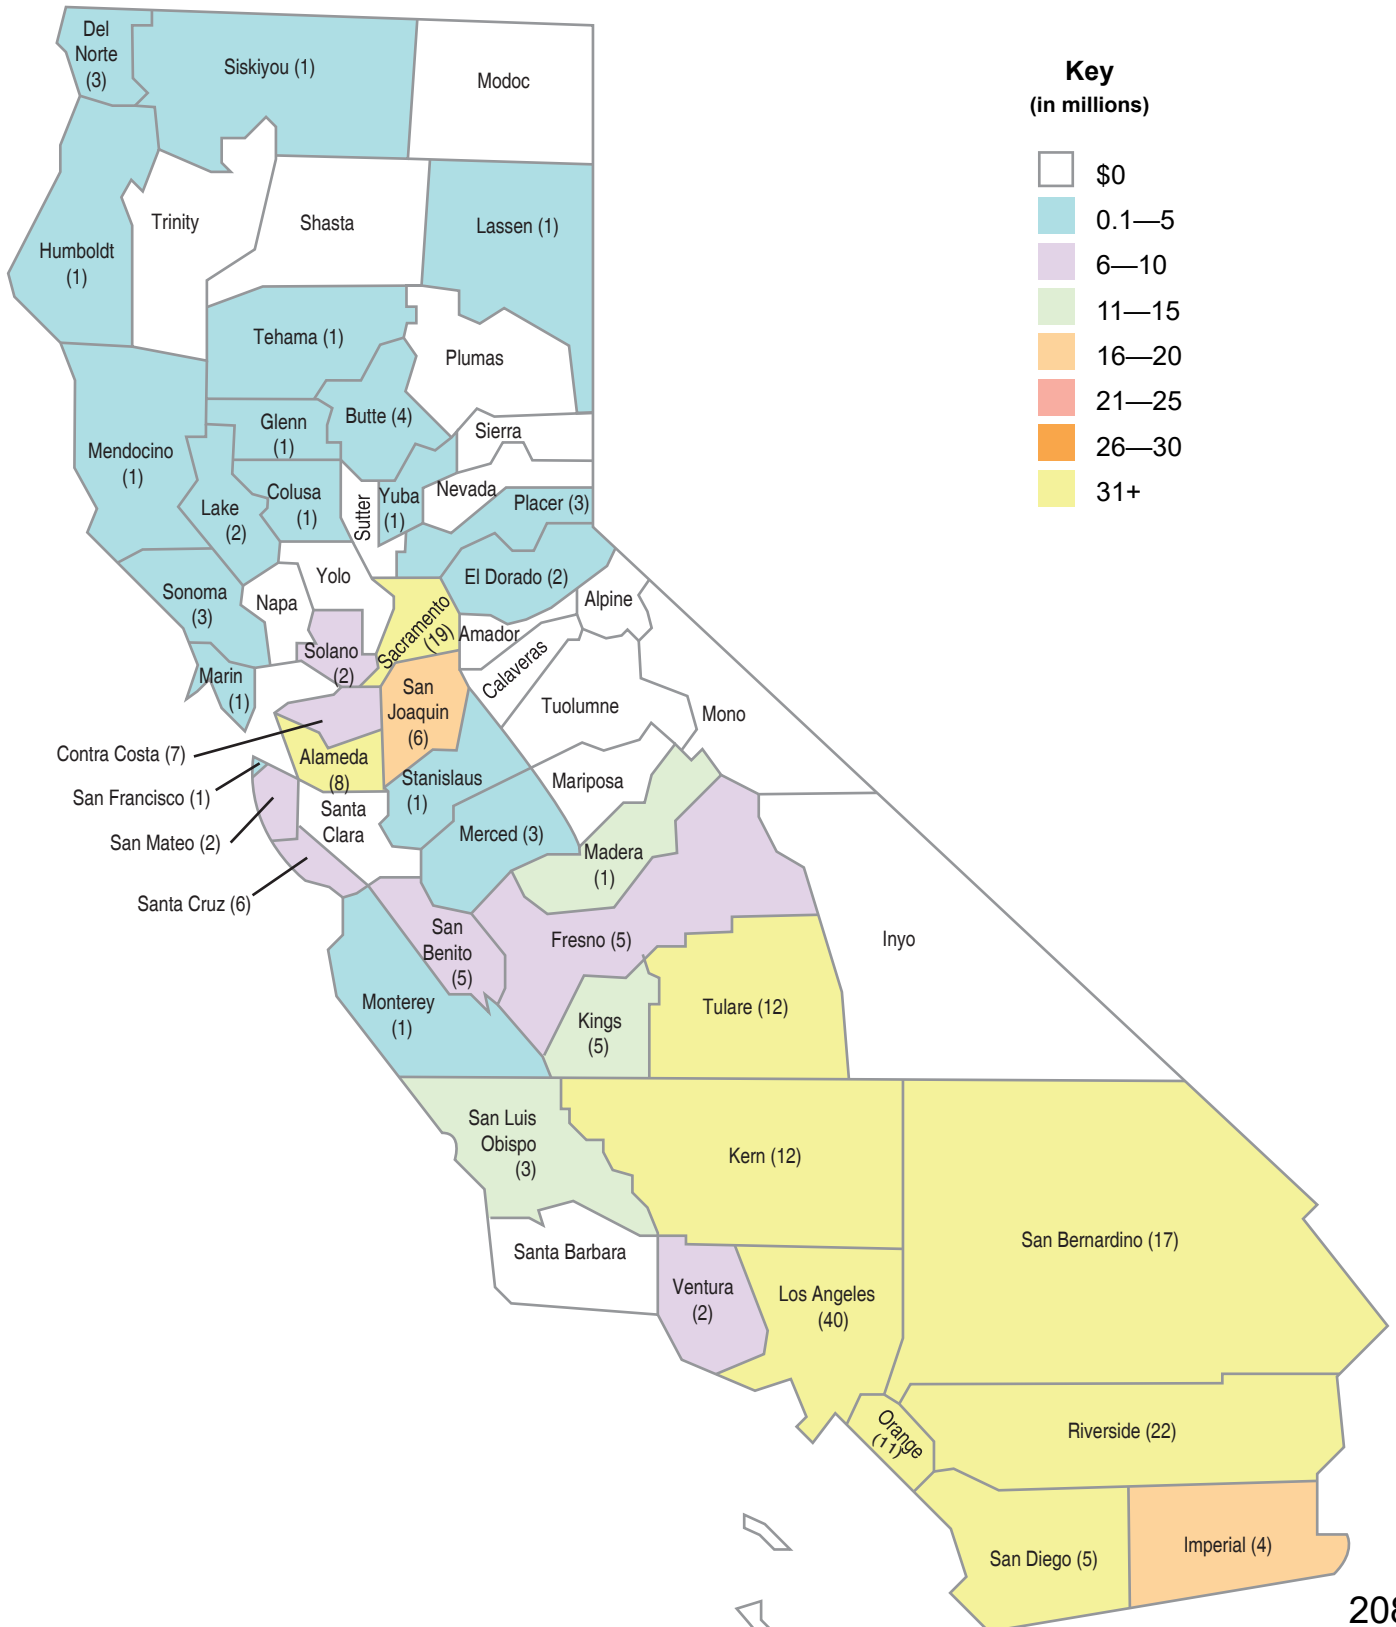 Key
(in millions)
$0
0.1—5
6—10
11—15
16—20
21—25
26—30
31+
Del
Norte
(3)
Siskiyou (1)
Modoc
Humboldt
(1)
Trinity
Shasta
Lassen (1)
Tehama (1)
Plumas
Mendocino
(1)
Glenn
(1)
Butte (4)
Sierra
Lake
(2)
Colusa
(1)
Sutter
Yuba
(1)
Nevada
Placer (3)
Sonoma
(3)
Napa
Yolo
El Dorado (2)
Alpine
Marin
(1)
Solano
(2)
Sacramento
(19)
Amador
Calaveras
San
Joaquin
(6)
Tuolumne
Mono
Contra Costa (7)
Alameda
(8)
San Francisco (1)
Stanislaus
(1)
Mariposa
San Mateo (2)
Santa
Clara
Merced (3)
Madera
(1)
Santa Cruz (6)
San
Benito
(5)
Fresno (5)
Inyo
Monterey
(1)
Kings
(5)
Tulare (12)
San Luis
Obispo
(3)
Kern (12)
San Bernardino (17)
Santa Barbara
Ventura
(2)
Los Angeles
(40)
Orange
(11)
Riverside (22)
San Diego (5)
Imperial (4)
208